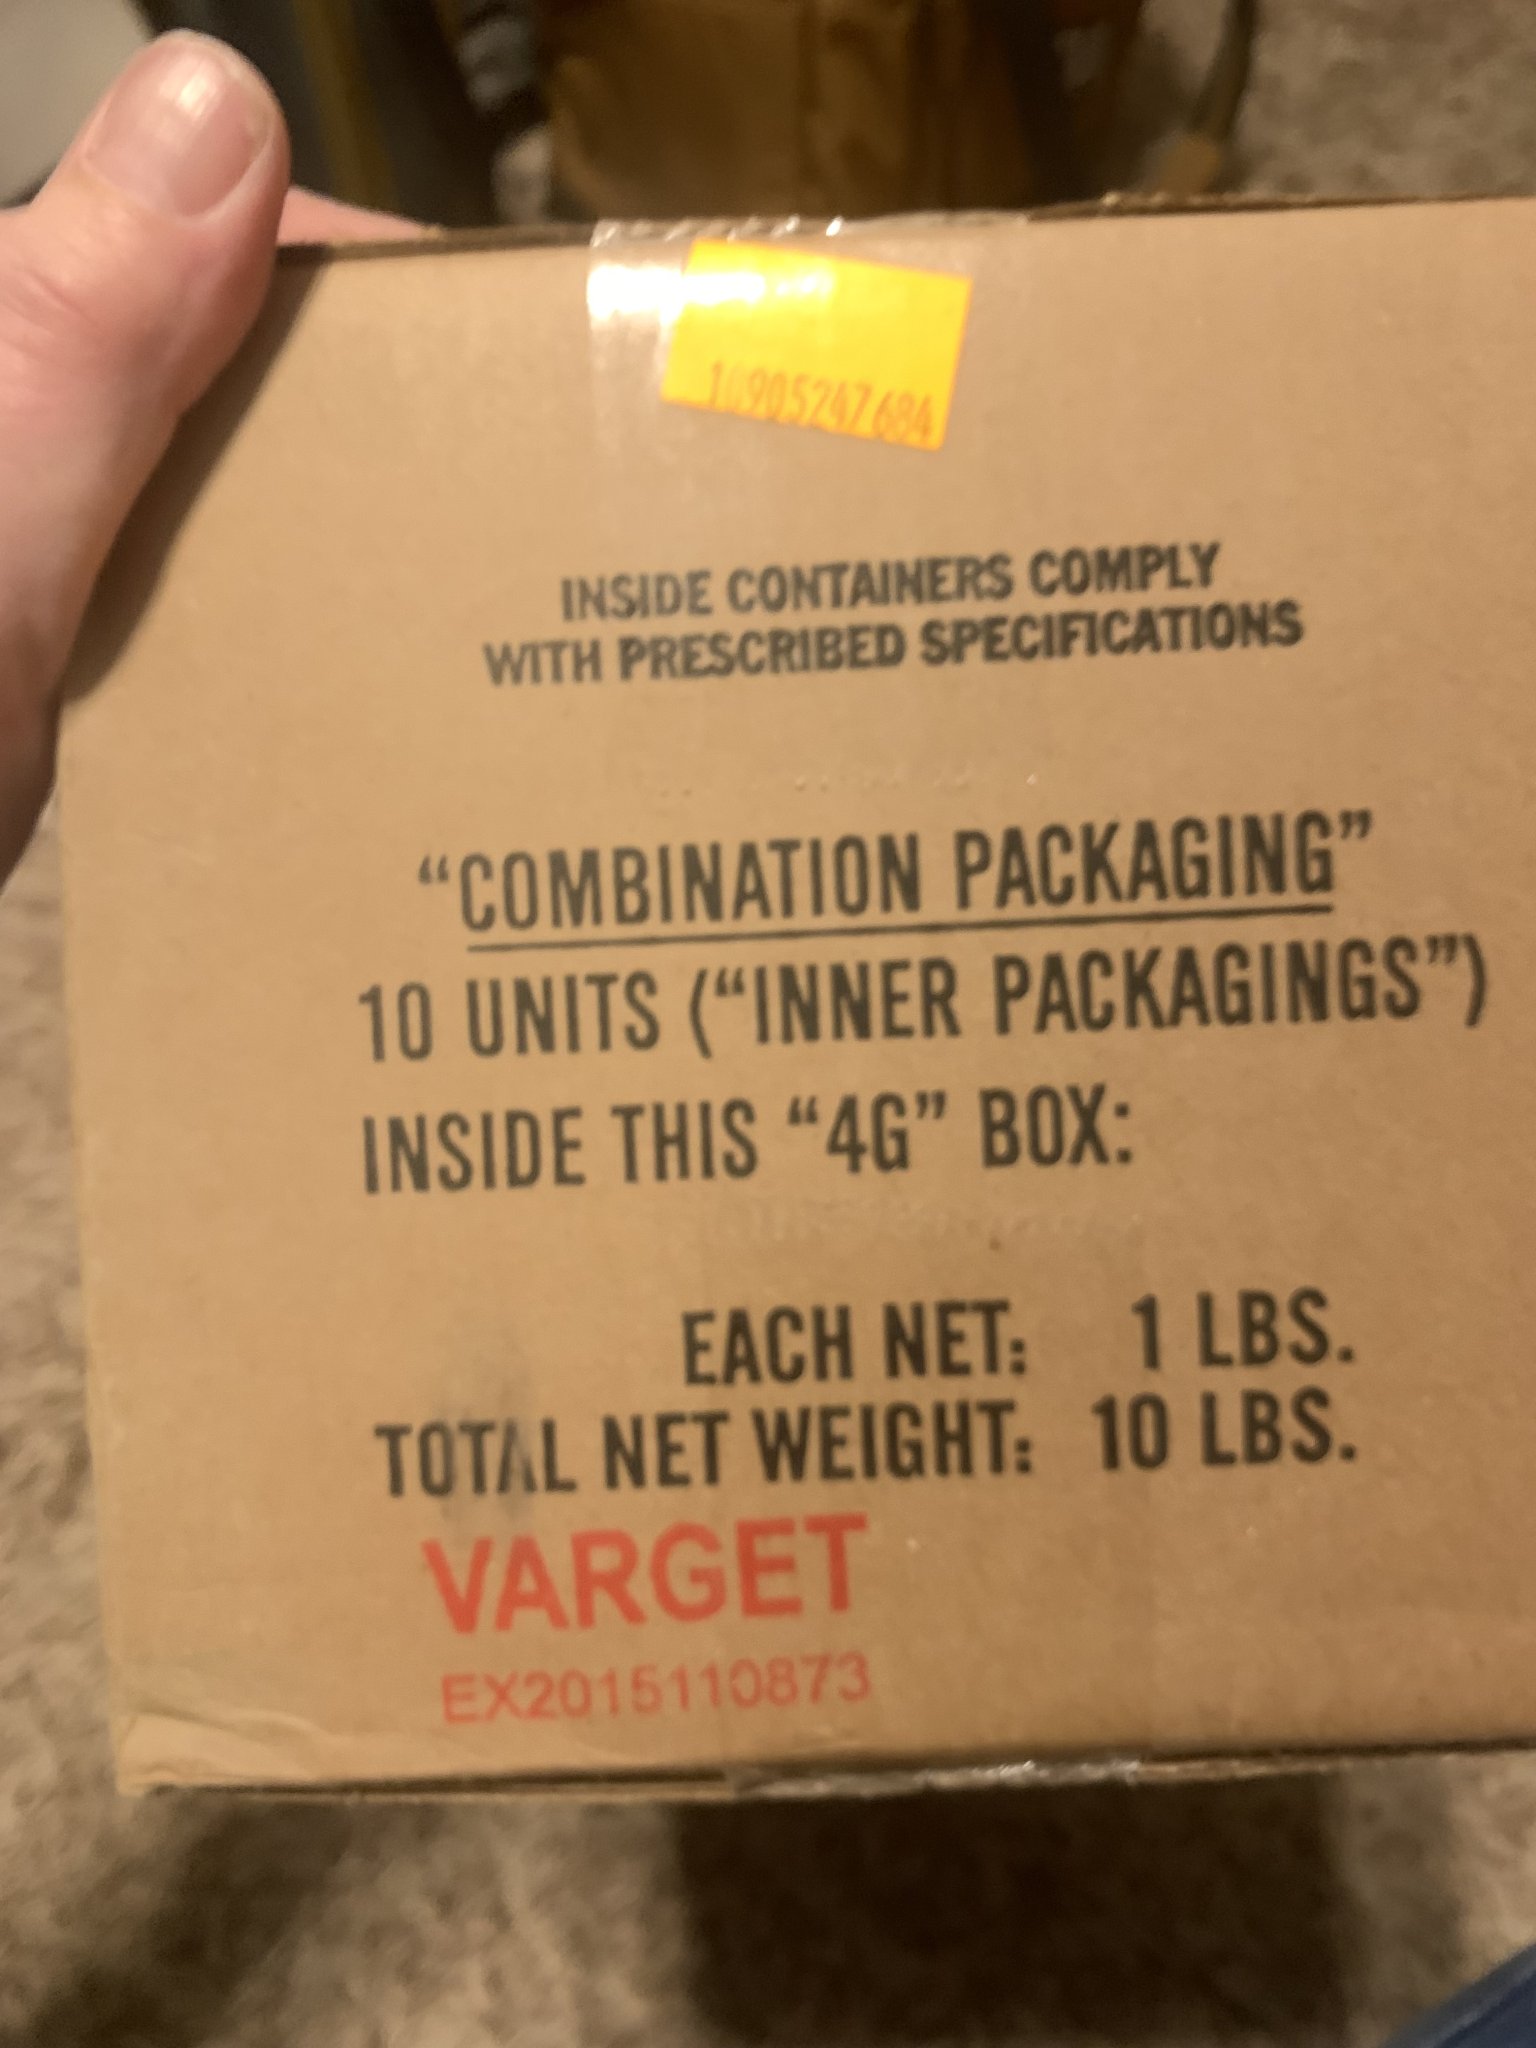 10905247684
INSIDE CONTAINERS COMPLY
WITH PRESCRIBED SPECIFICATIONS
“COMBINATION PACKAGING”
10 UNITS (“INNER PACKAGINGS”)
INSIDE THIS “4G” BOX:
EACH NET: 1 LBS.
TOTAL NET WEIGHT: 10 LBS.
VARGET
EX2015110873